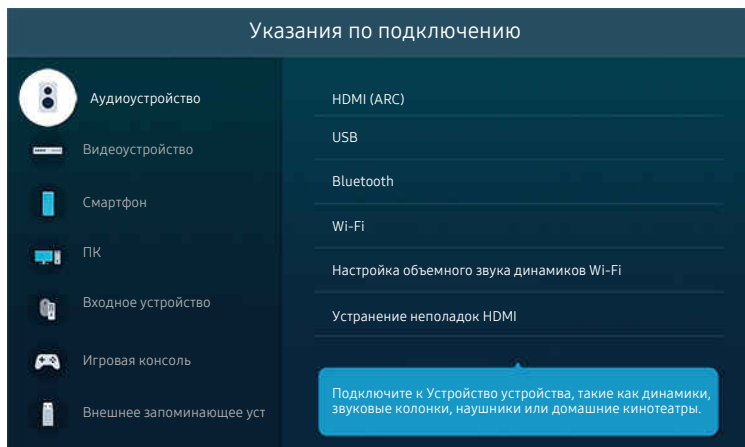 Указания по подключению
Аудиоустройство
Видеоустройство
Смартфон
ПК
Входное устройство
Игровая консоль
Внешнее запоминающее уст
HDMI (ARC)
USB
Bluetooth
Wi-Fi
Настройка объемного звука динамиков Wi-Fi
Устранение неполадок HDMI
Подключите к Устройство устройства, такие как динамики,
звуковые колонки, наушники или домашние кинотеатры.